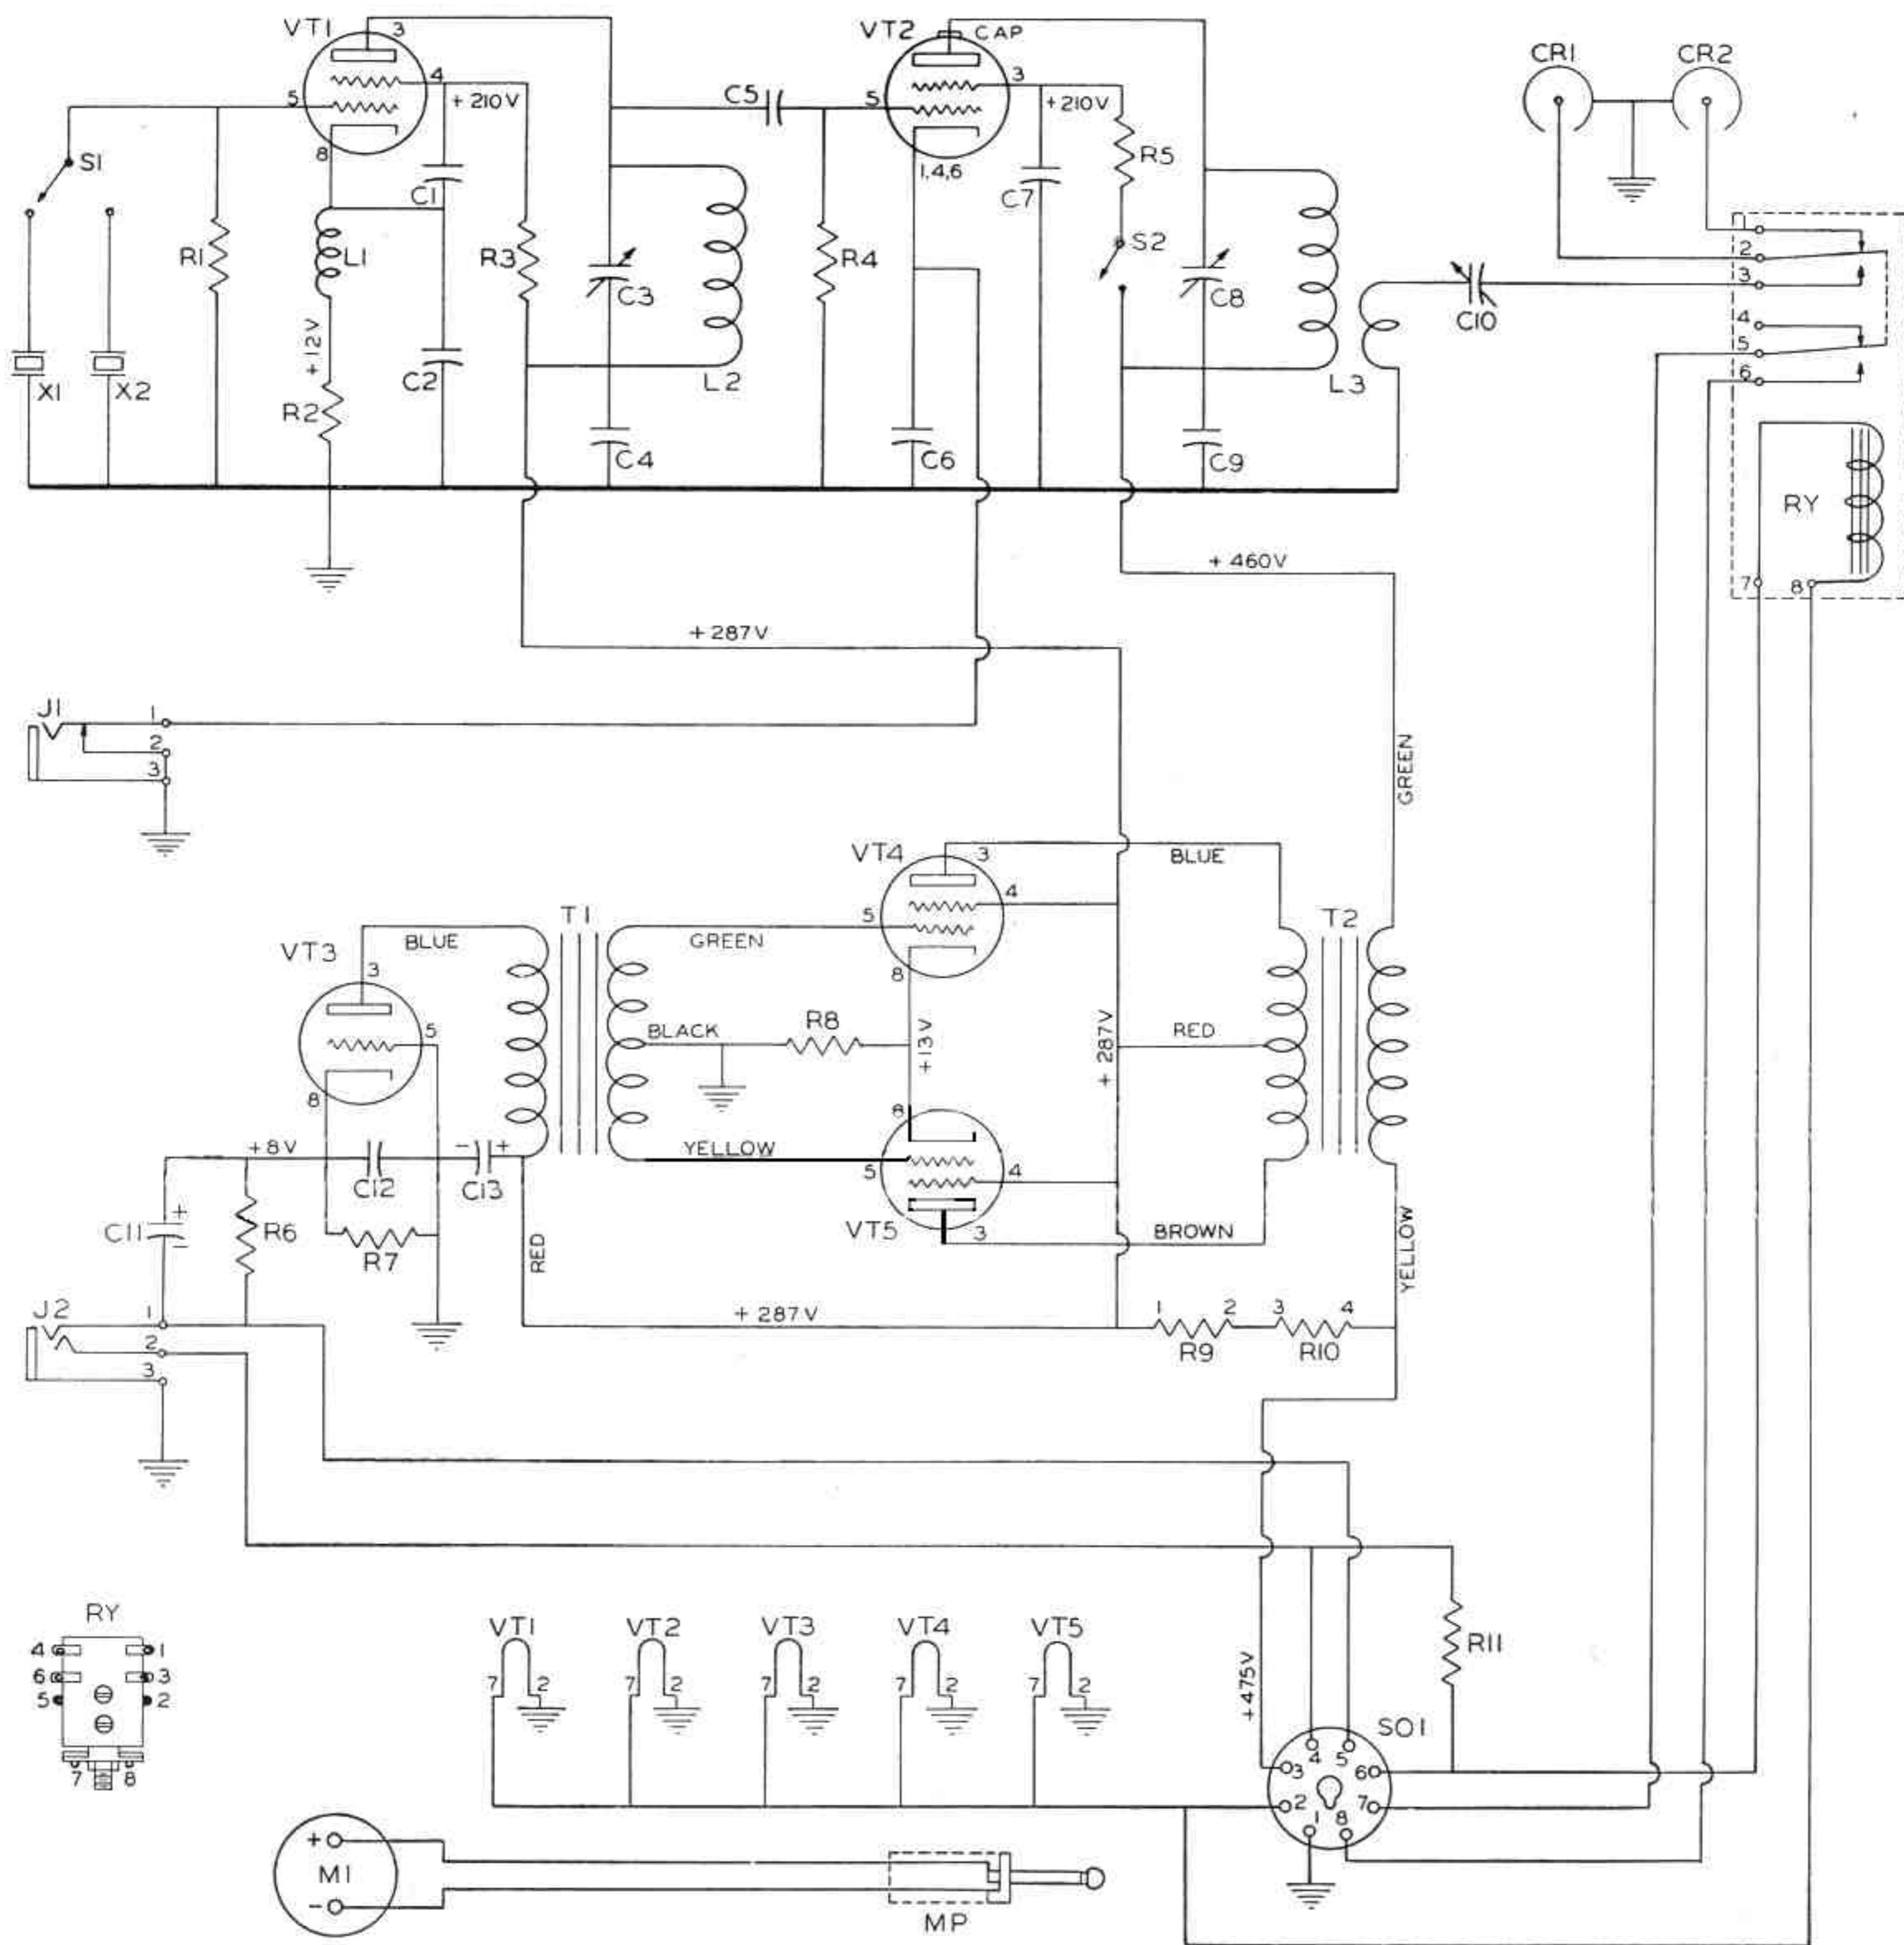 VT1
3
4
5
8
+ 210V
S1
X1
X2
R1
L1
+ 12V
R2
C1
C2
R3
C3
C4
L2
C5
R4
VT2
CAP
3
5
1,4,6
+ 210V
C6
C7
R5
S2
C8
C9
L3
C10
CR1
CR2
1
2
3
4
5
6
RY
7
8
+ 460V
+ 287V
GREEN
J1
1
2
3
VT4
3
4
5
8
BLUE
T1
GREEN
VT3
BLUE
3
5
8
BLACK
R8
+13V
+ 287V
RED
T2
YELLOW
8
5
4
3
VT5
BROWN
YELLOW
+8V
C12
- +
C13
C11
+
-
R6
R7
RED
+ 287V
1 2 3 4
R9
R10
J2
1
2
3
RY
4 1
6 3
5 2
7 8
VT1 VT2 VT3 VT4 VT5
7 2 7 2 7 2 7 2 7 2
+475V
R11
SO1
4 5
3 6
2 7
1 8
+
M1
-
MP